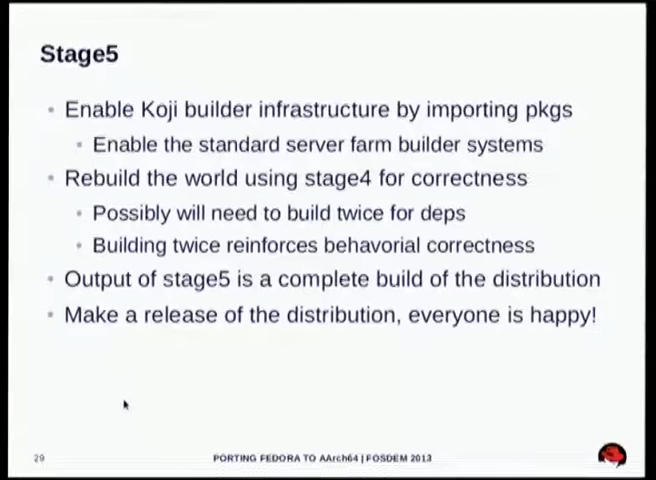 Stage5
Enable Koji builder infrastructure by importing pkgs
Enable the standard server farm builder systems
Rebuild the world using stage4 for correctness
Possibly will need to build twice for deps
Building twice reinforces behavorial correctness
Output of stage5 is a complete build of the distribution
Make a release of the distribution, everyone is happy!
29
PORTING FEDORA TO AArch64 | FOSDEM 2013